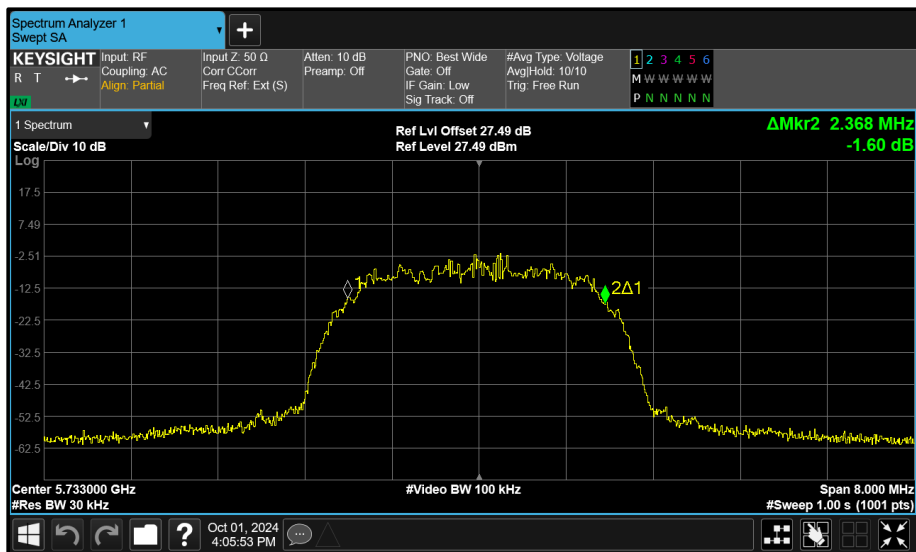 Spectrum Analyzer 1
Swept SA
KEYSIGHT
R T
LXI
Input: RF
Coupling: AC
Align: Partial
Input Z: 50 Ω
Corr CCorr
Freq Ref: Ext (S)
Atten: 10 dB
Preamp: Off
PNO: Best Wide
Gate: Off
IF Gain: Low
Sig Track: Off
#Avg Type: Voltage
Avg|Hold: 10/10
Trig: Free Run
1 2 3 4 5 6
M W W W W W
P N N N N N
1 Spectrum
Scale/Div 10 dB
Log
Ref Lvl Offset 27.49 dB
Ref Level 27.49 dBm
ΔMkr2 2.368 MHz
-1.60 dB
17.5
7.49
-2.51
-12.5
-22.5
-32.5
-42.5
-52.5
-62.5
1
2Δ1
Center 5.733000 GHz
#Res BW 30 kHz
#Video BW 100 kHz
Span 8.000 MHz
#Sweep 1.00 s (1001 pts)
?
Oct 01, 2024
4:05:53 PM